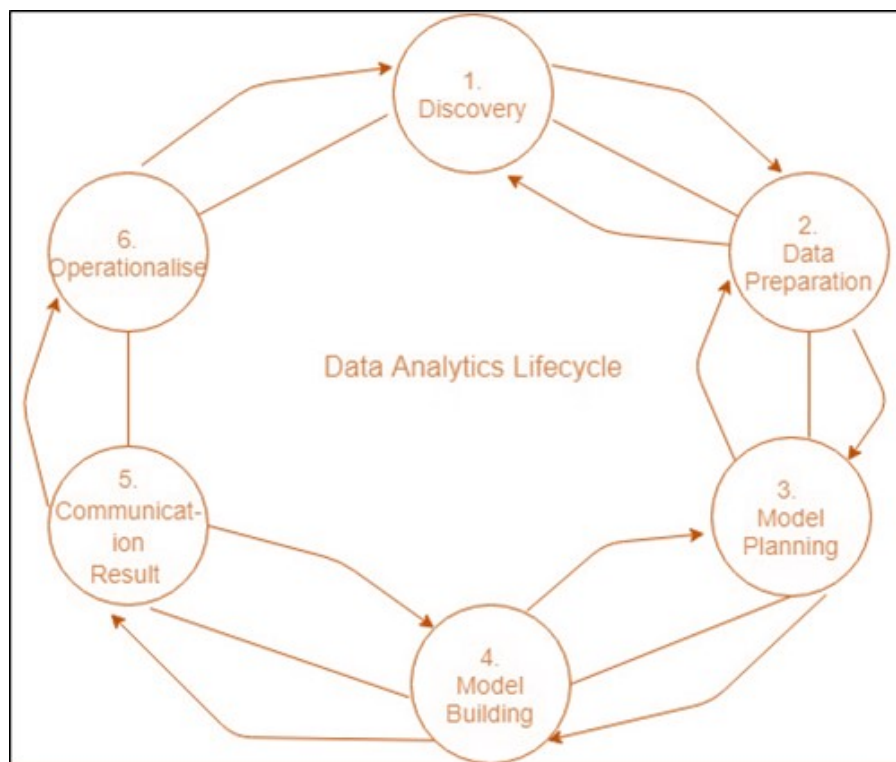 1.
Discovery
2.
Data
Preparation
3.
Model
Planning
4.
Model
Building
5.
Communicat-
ion
Result
6.
Operationalise
Data Analytics Lifecycle